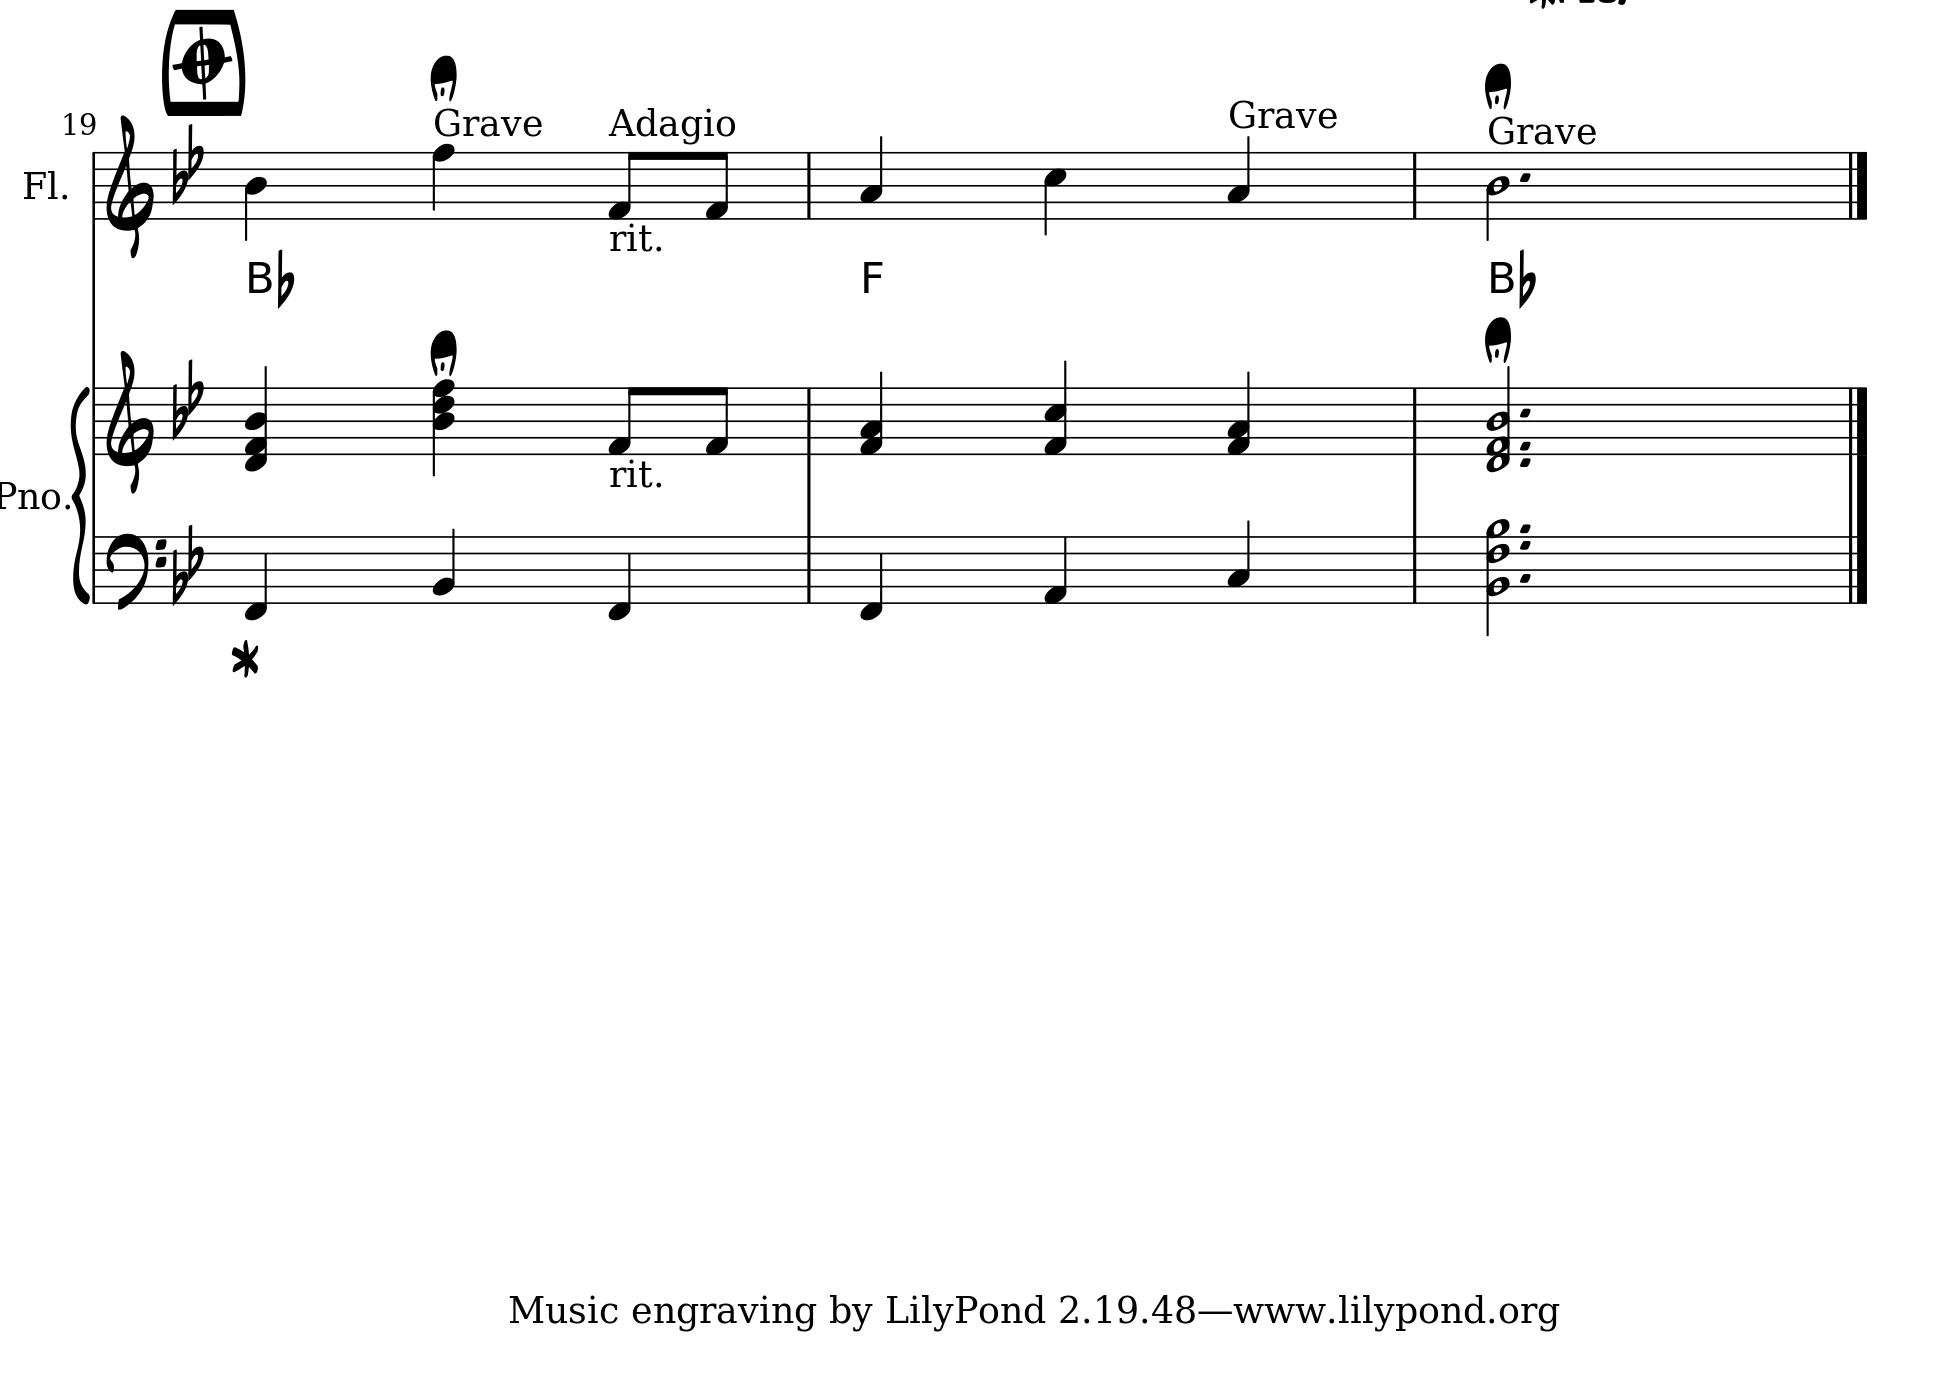 19
Grave Adagio Grave Grave
Fl.
rit.
B♭ F B♭
rit.
Pno.
Music engraving by LilyPond 2.19.48—www.lilypond.org